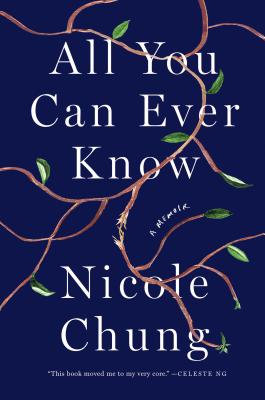 All You
Can Ever
Know
A MEMOIR
Nicole
Chung
“This book moved me to my very core.” —CELESTE NG